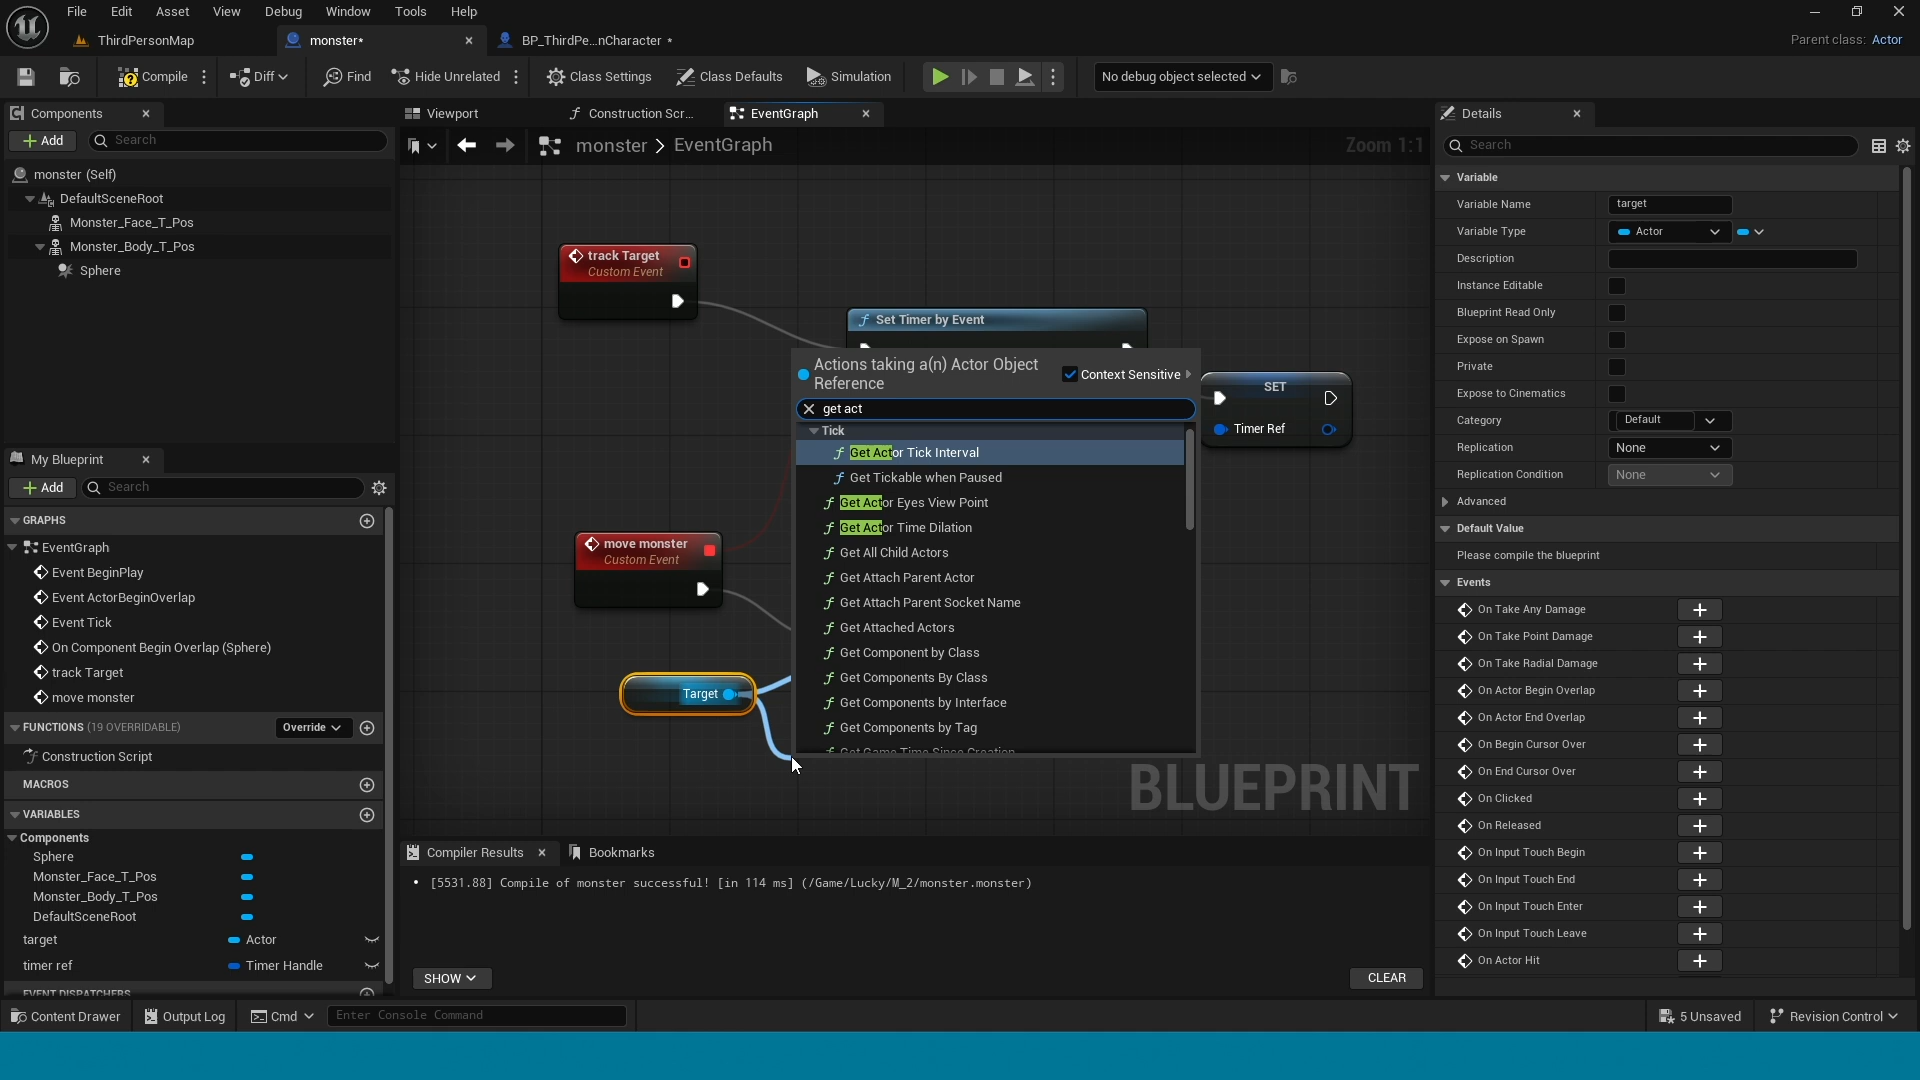 File Edit Asset View Debug Window Tools Help
ThirdPersonMap
monster*
BP_ThirdPe...nCharacter *
Parent class: Actor
Compile
Diff
Find
Hide Unrelated
Class Settings
Class Defaults
Simulation
No debug object selected
Components
Add
Search
monster (Self)
DefaultSceneRoot
Monster_Face_T_Pos
Monster_Body_T_Pos
Sphere
My Blueprint
Add
Search
GRAPHS
EventGraph
Event BeginPlay
Event ActorBeginOverlap
Event Tick
On Component Begin Overlap (Sphere)
track Target
move monster
FUNCTIONS (19 OVERRIDABLE)
Override
Construction Script
MACROS
VARIABLES
Components
Sphere
Monster_Face_T_Pos
Monster_Body_T_Pos
DefaultSceneRoot
target Actor
timer ref Timer Handle
EVENT DISPATCHERS
Viewport
Construction Scr...
EventGraph
monster > EventGraph
Zoom 1:1
track Target
Custom Event
Set Timer by Event
SET
Timer Ref
move monster
Custom Event
Target
Actions taking a(n) Actor Object
Reference
Context Sensitive
get act
Tick
Get Actor Tick Interval
Get Tickable when Paused
Get Actor Eyes View Point
Get Actor Time Dilation
Get All Child Actors
Get Attach Parent Actor
Get Attach Parent Socket Name
Get Attached Actors
Get Component by Class
Get Components By Class
Get Components by Interface
Get Components by Tag
Get Game Time Since Creation
BLUEPRINT
Compiler Results
Bookmarks
[5531.88] Compile of monster successful! [in 114 ms] (/Game/Lucky/M_2/monster.monster)
SHOW
CLEAR
Details
Search
Variable
Variable Name target
Variable Type Actor
Description
Instance Editable
Blueprint Read Only
Expose on Spawn
Private
Expose to Cinematics
Category Default
Replication None
Replication Condition None
Advanced
Default Value
Please compile the blueprint
Events
On Take Any Damage
On Take Point Damage
On Take Radial Damage
On Actor Begin Overlap
On Actor End Overlap
On Begin Cursor Over
On End Cursor Over
On Clicked
On Released
On Input Touch Begin
On Input Touch End
On Input Touch Enter
On Input Touch Leave
On Actor Hit
Content Drawer
Output Log
Cmd
Enter Console Command
5 Unsaved
Revision Control